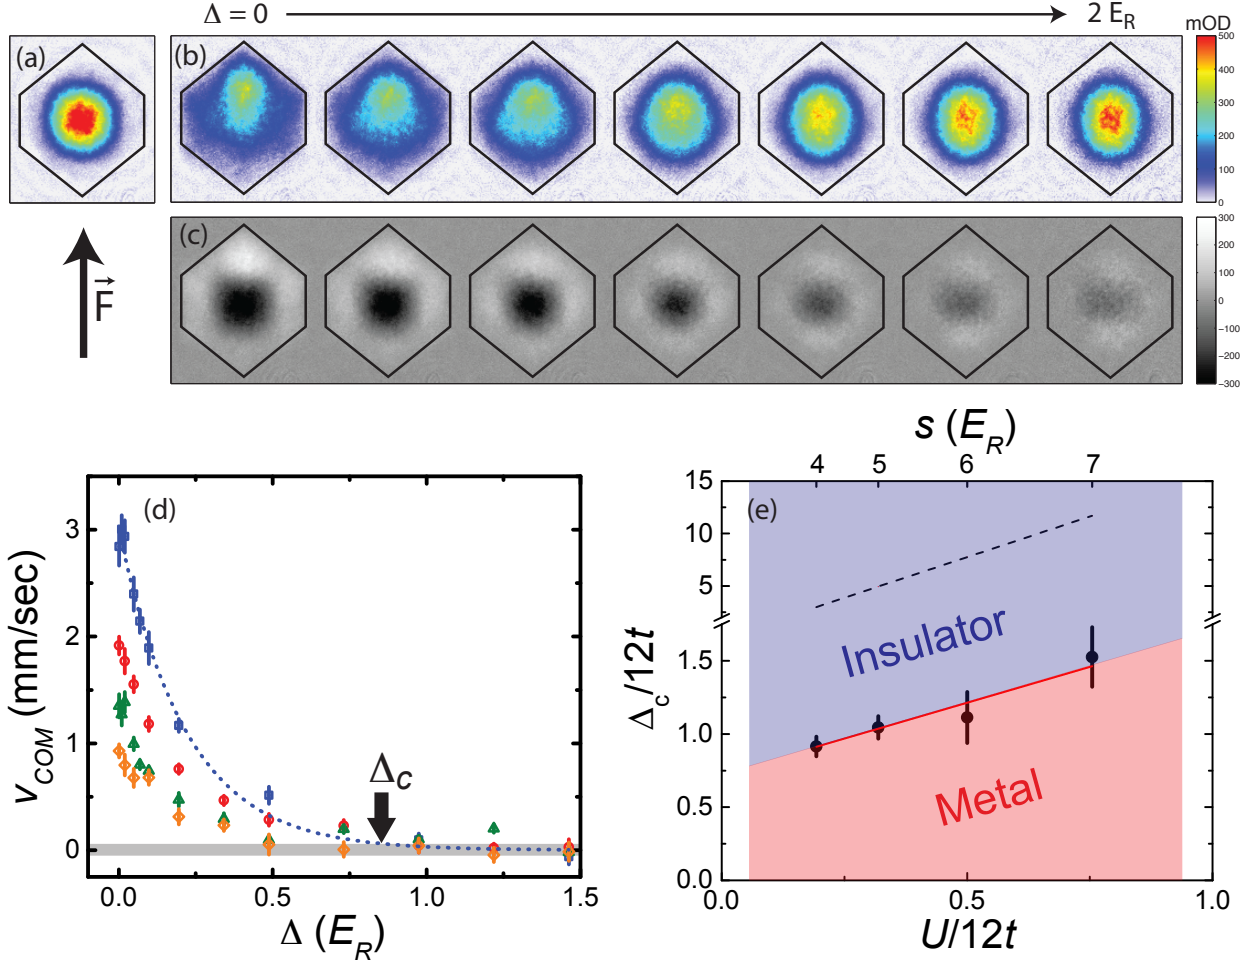 Δ = 0 2 E_R
mOD
(a) (b)
500
400
300
200
100
0
(c)
300
200
100
0
−100
−200
−300
F
(d)
v_COM (mm/sec)
3
2
1
0
Δ_c
0.0 0.5 1.0 1.5
Δ (E_R)
s (E_R)
4 5 6 7
(e)
Δ_c/12t
15
10
5
1.5
1.0
0.5
0.0
Insulator
Metal
0.0 0.5 1.0
U/12t